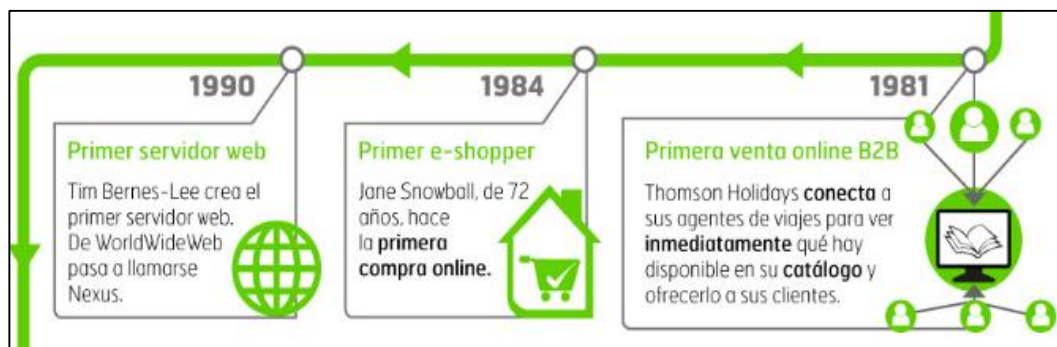 1990
Primer servidor web
Tim Bernes-Lee crea el
primer servidor web.
De WorldWideWeb
pasa a llamarse
Nexus.
1984
Primer e-shopper
Jane Snowball, de 72
años, hace
la primera
compra online.
1981
Primera venta online B2B
Thomson Holidays conecta a
sus agentes de viajes para ver
inmediatamente qué hay
disponible en su catálogo y
ofrecerlo a sus clientes.